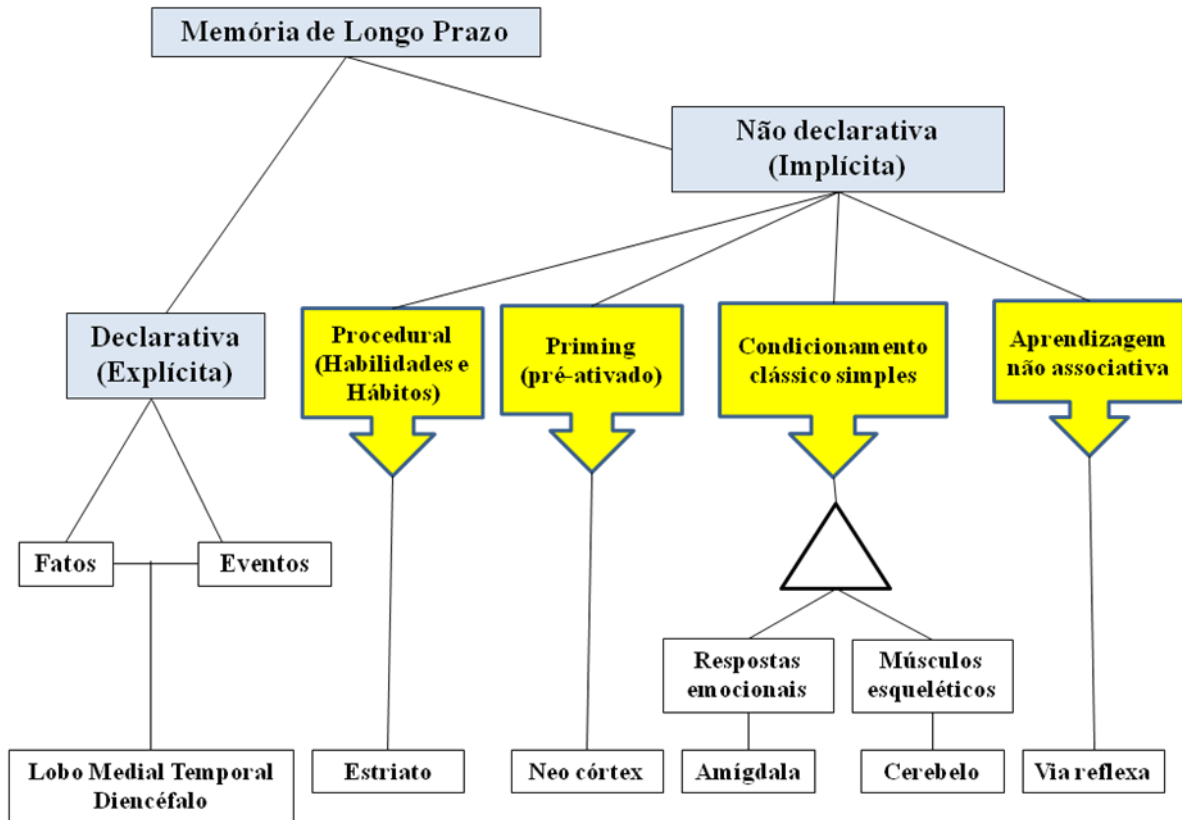 Memória de Longo Prazo
Não declarativa
(Implícita)
Declarativa
(Explícita)
Procedural
(Habilidades e
Hábitos)
Priming
(pré-ativado)
Condicionamento
clássico simples
Aprendizagem
não associativa
Fatos
Eventos
Respostas
emocionais
Músculos
esqueléticos
Lobo Medial Temporal
Diencéfalo
Estriato
Neo córtex
Amígdala
Cerebelo
Via reflexa